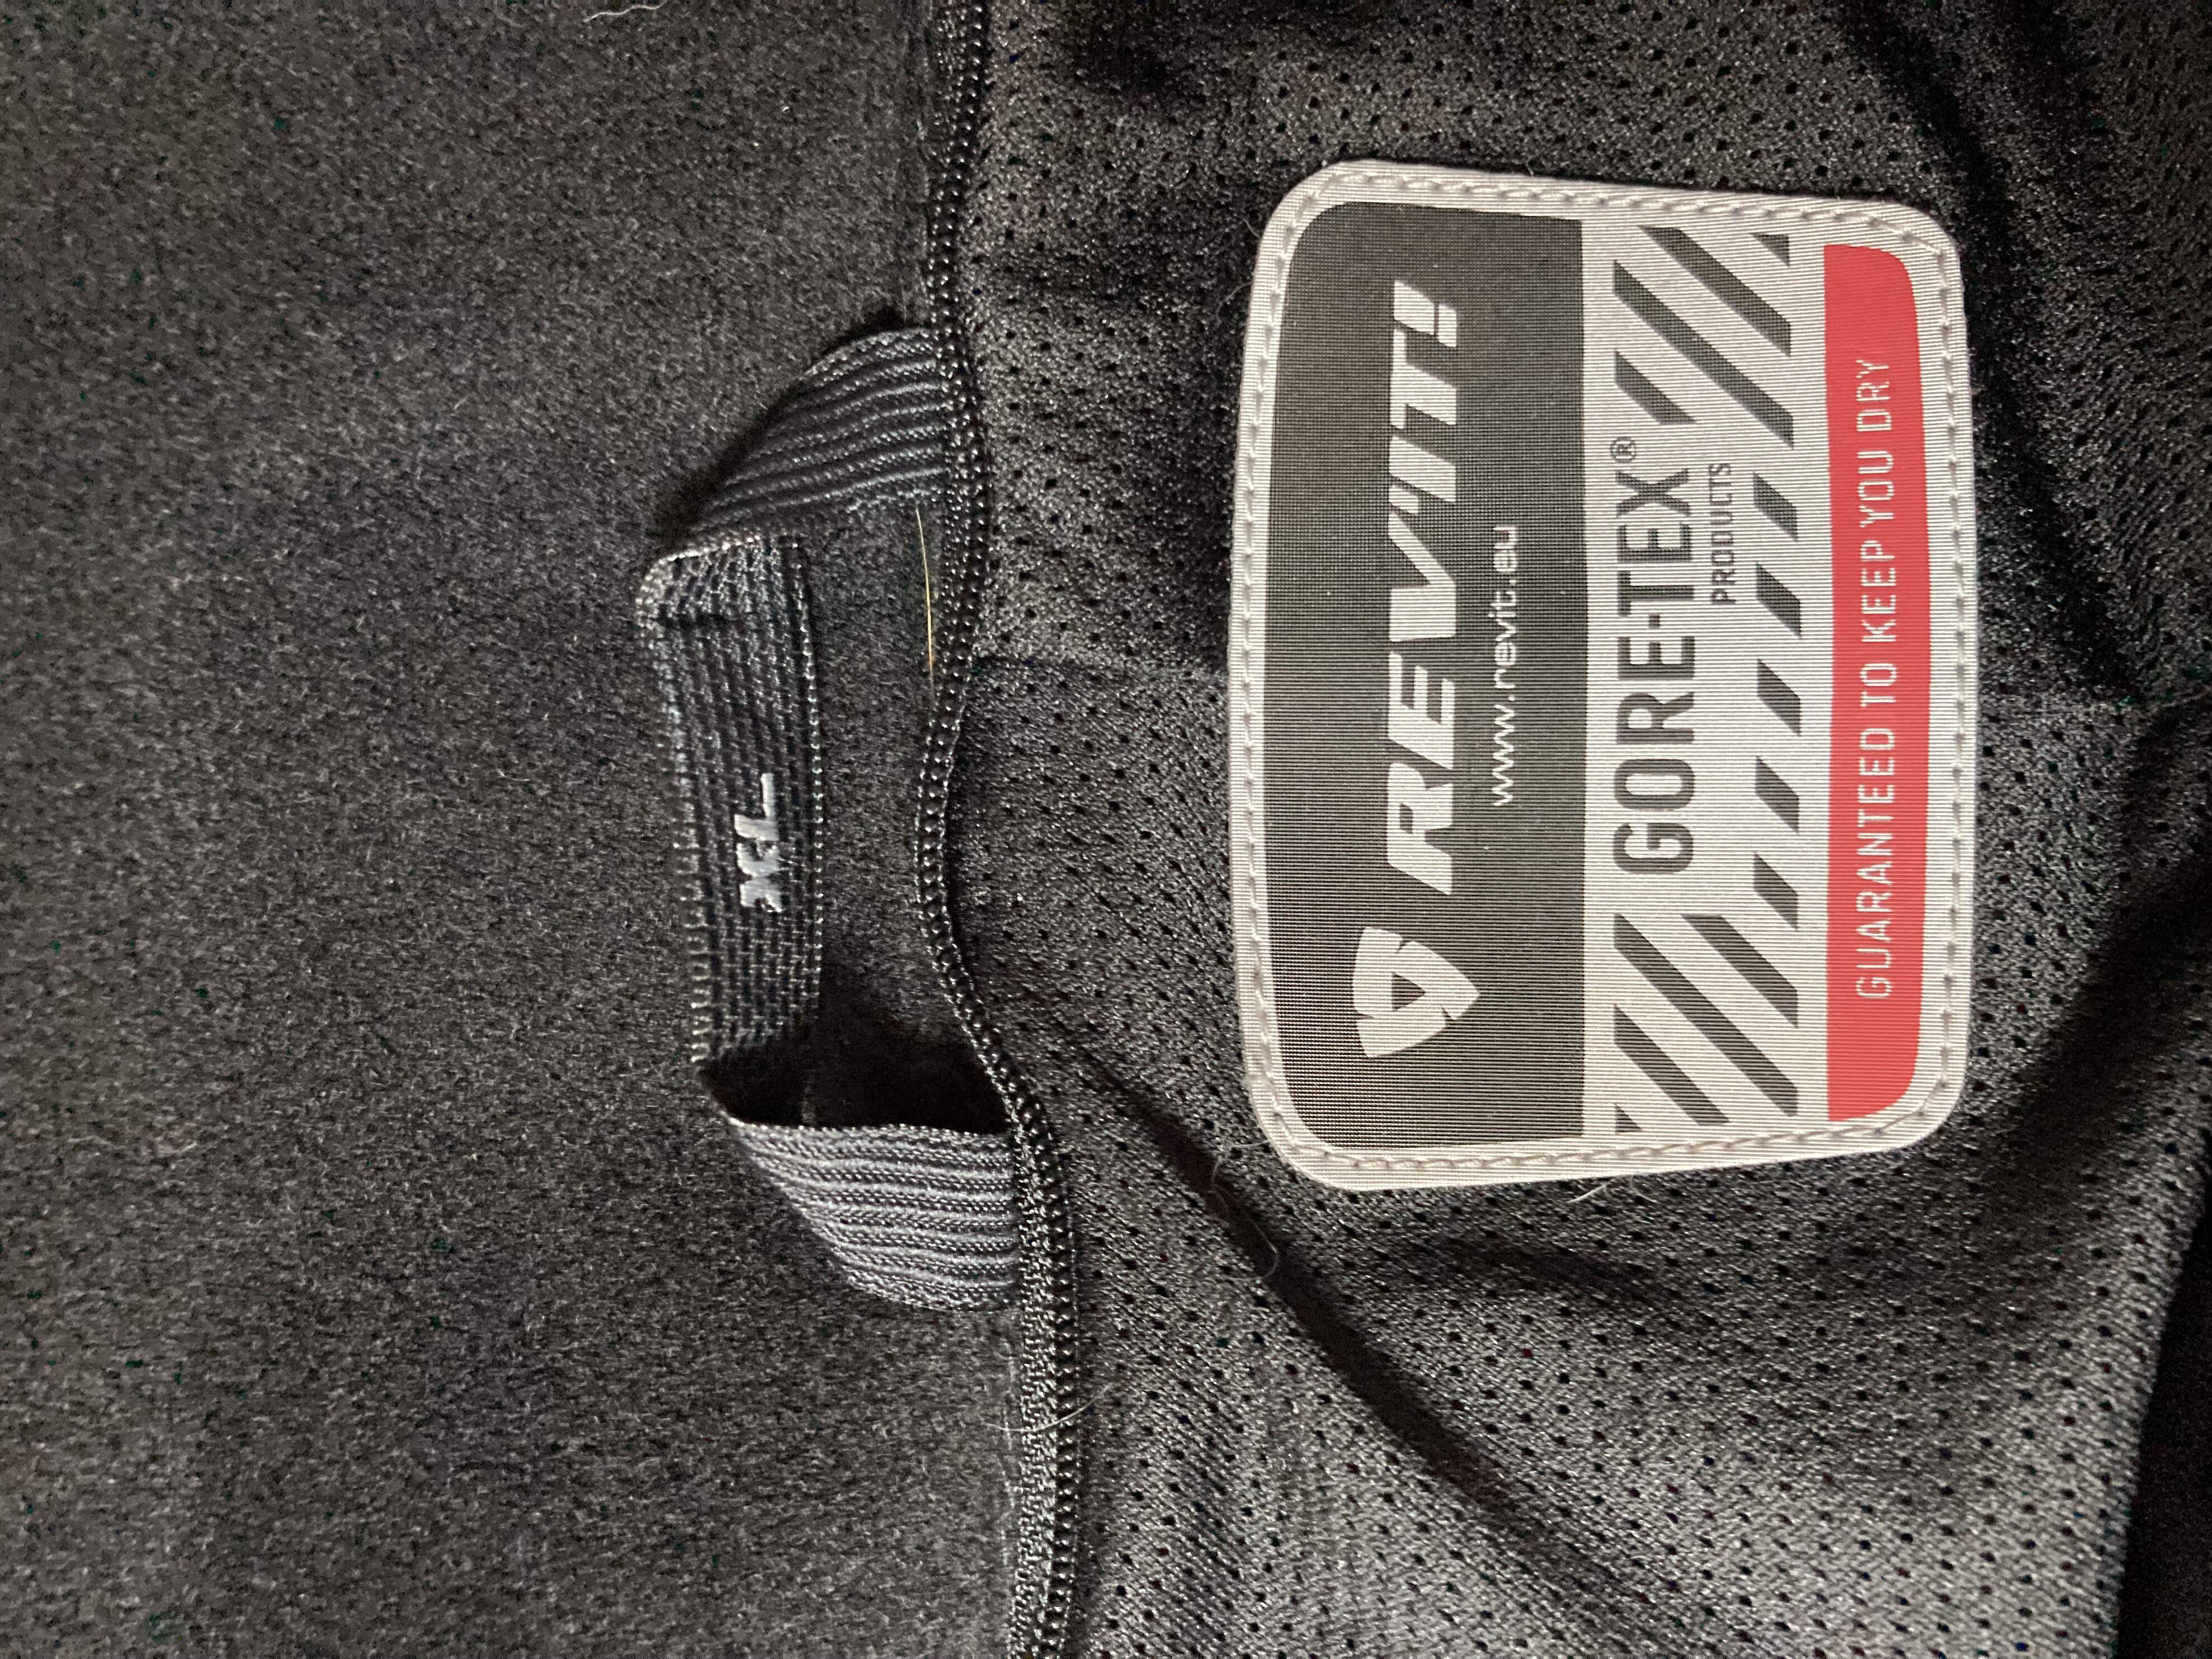 XL
REV'IT!
www.revit.eu
GORE-TEX®
PRODUCTS
GUARANTEED TO KEEP YOU DRY